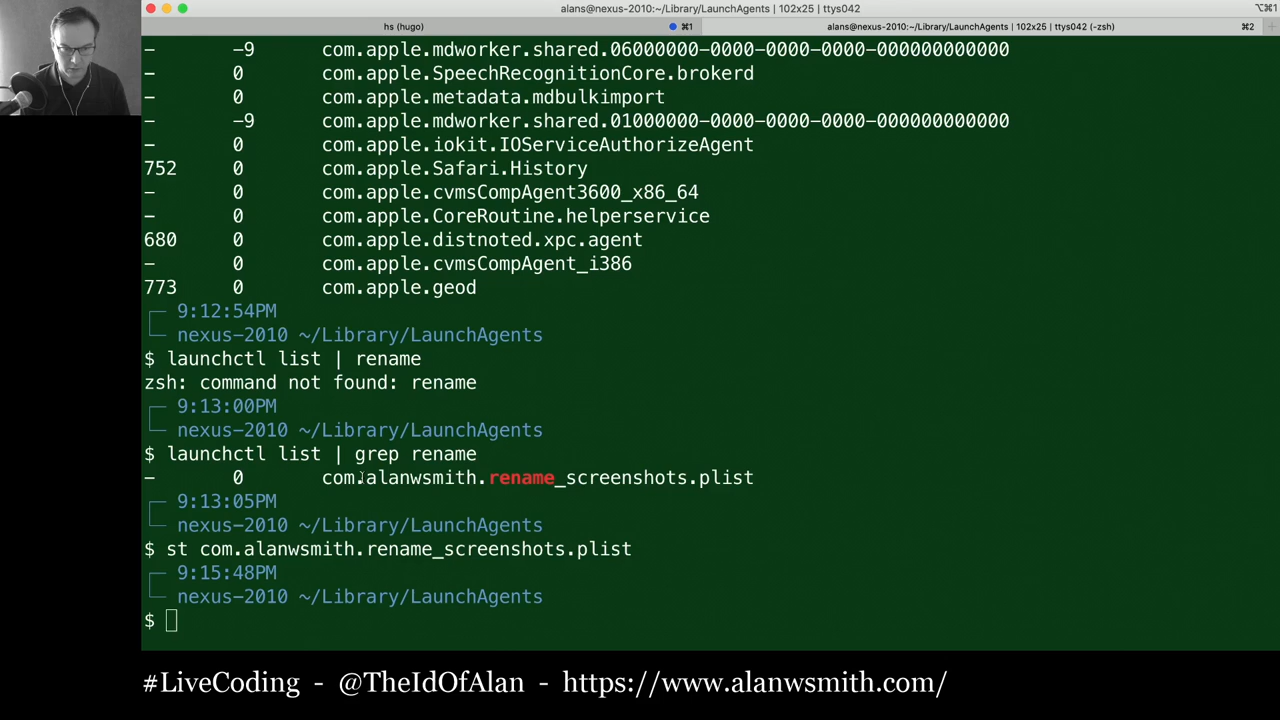 alans@nexus-2010:~/Library/LaunchAgents | 102x25 | ttys042
⌥⌘1
hs (hugo)
⌘1
alans@nexus-2010:~/Library/LaunchAgents | 102x25 | ttys042 (-zsh)
⌘2
- -9 com.apple.mdworker.shared.06000000-0000-0000-0000-000000000000
- 0 com.apple.SpeechRecognitionCore.brokerd
- 0 com.apple.metadata.mdbulkimport
- -9 com.apple.mdworker.shared.01000000-0000-0000-0000-000000000000
- 0 com.apple.iokit.IOServiceAuthorizeAgent
752 0 com.apple.Safari.History
- 0 com.apple.cvmsCompAgent3600_x86_64
- 0 com.apple.CoreRoutine.helperservice
680 0 com.apple.distnoted.xpc.agent
- 0 com.apple.cvmsCompAgent_i386
773 0 com.apple.geod
9:12:54PM
nexus-2010 ~/Library/LaunchAgents
$ launchctl list | rename
zsh: command not found: rename
9:13:00PM
nexus-2010 ~/Library/LaunchAgents
$ launchctl list | grep rename
- 0 com.alanwsmith.rename_screenshots.plist
9:13:05PM
nexus-2010 ~/Library/LaunchAgents
$ st com.alanwsmith.rename_screenshots.plist
9:15:48PM
nexus-2010 ~/Library/LaunchAgents
$
#LiveCoding - @TheIdOfAlan - https://www.alanwsmith.com/